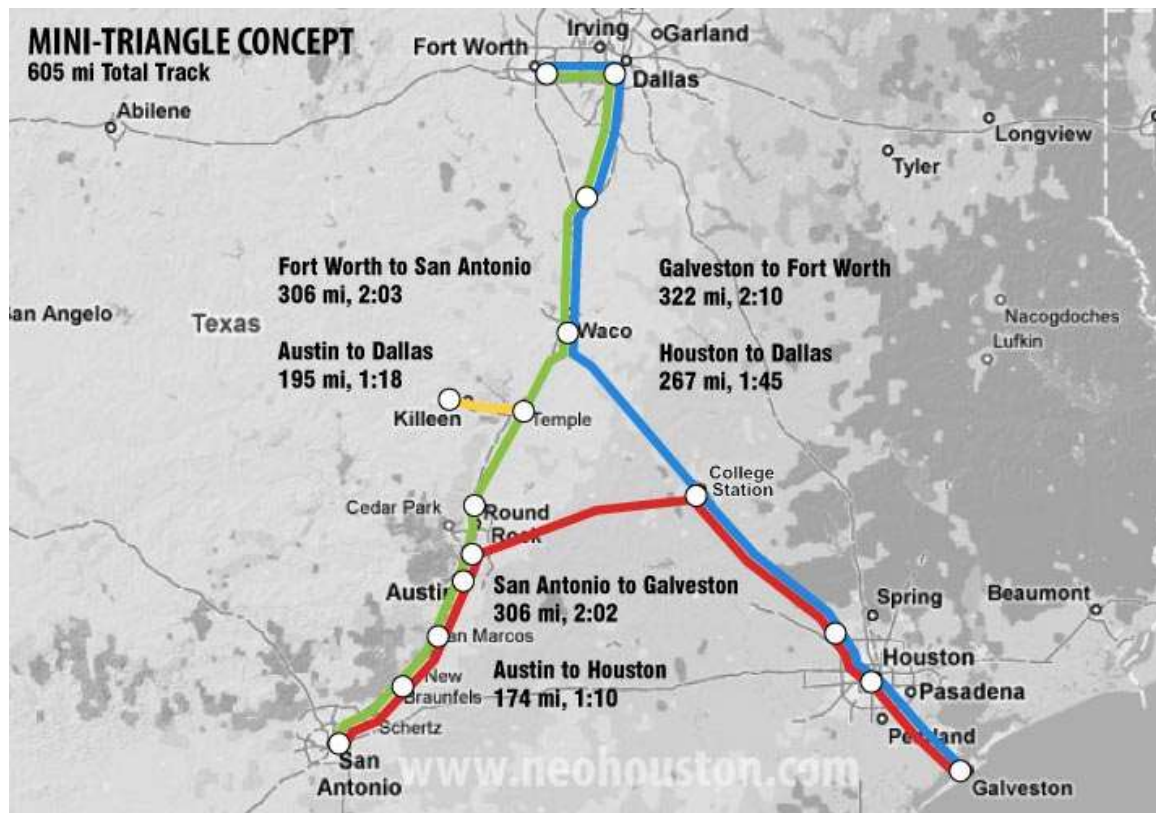 MINI-TRIANGLE CONCEPT
605 mi Total Track
Irving
Garland
Fort Worth
Dallas
Abilene
Longview
Tyler
Fort Worth to San Antonio
306 mi, 2:03
Galveston to Fort Worth
322 mi, 2:10
an Angelo
Texas
Nacogdoches
Waco
Lufkin
Austin to Dallas
195 mi, 1:18
Houston to Dallas
267 mi, 1:45
Killeen
Temple
College
Station
Cedar Park
Round
Rock
San Antonio to Galveston
306 mi, 2:02
Austin
Spring
Beaumont
an Marcos
Houston
Austin to Houston
174 mi, 1:10
New
Braunfels
Pasadena
Schertz
Pearland
San
Antonio
www.neohouston.com
Galveston